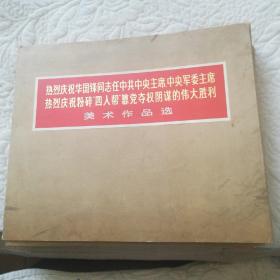 热烈庆祝华国锋同志任中共中央主席、中央军委主席
热烈庆祝粉碎“四人帮”篡党夺权阴谋的伟大胜利
美术作品选